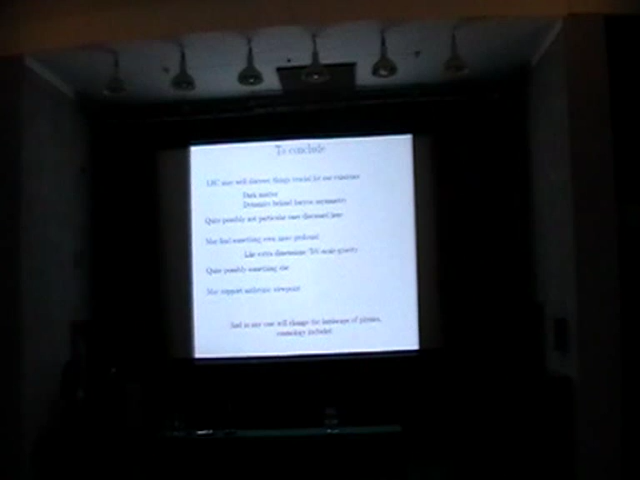 To conclude
LHC may well discover things crucial for our existence
Dark matter
Dynamics behind baryon asymmetry
Quite possibly not particular ones discussed here
May find something even more profound
Like extra dimensions/TeV scale gravity
Quite possibly something else
May support anthropic viewpoint
And in any case will change the landscape of physics,
cosmology included